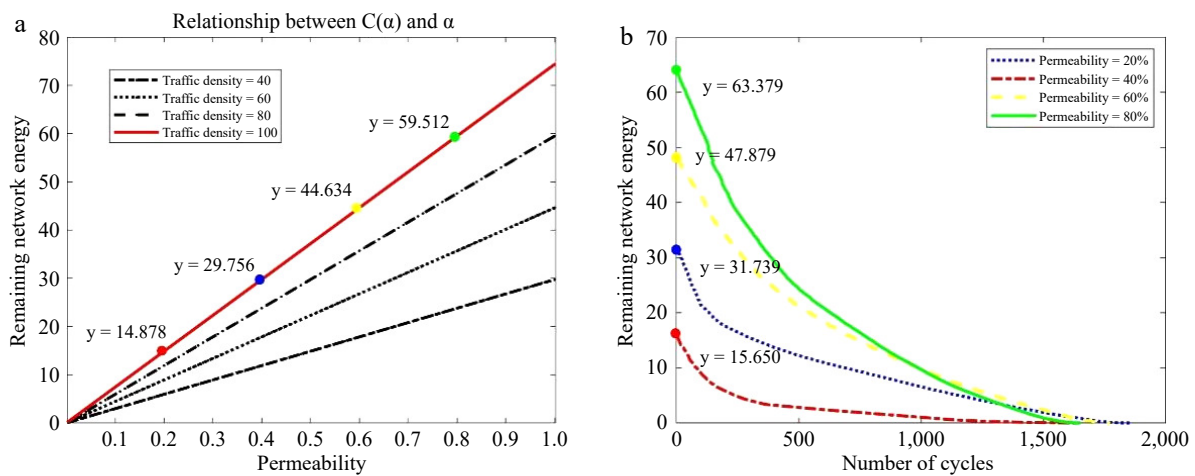 a
Relationship between C(α) and α
80
70
60
50
40
30
20
10
0
0.1 0.2 0.3 0.4 0.5 0.6 0.7 0.8 0.9 1.0
Permeability
Remaining network energy
Traffic density = 40
Traffic density = 60
Traffic density = 80
Traffic density = 100
y = 59.512
y = 44.634
y = 29.756
y = 14.878
b
70
60
50
40
30
20
10
0
0 500 1,000 1,500 2,000
Number of cycles
Remaining network energy
Permeability = 20%
Permeability = 40%
Permeability = 60%
Permeability = 80%
y = 63.379
y = 47.879
y = 31.739
y = 15.650